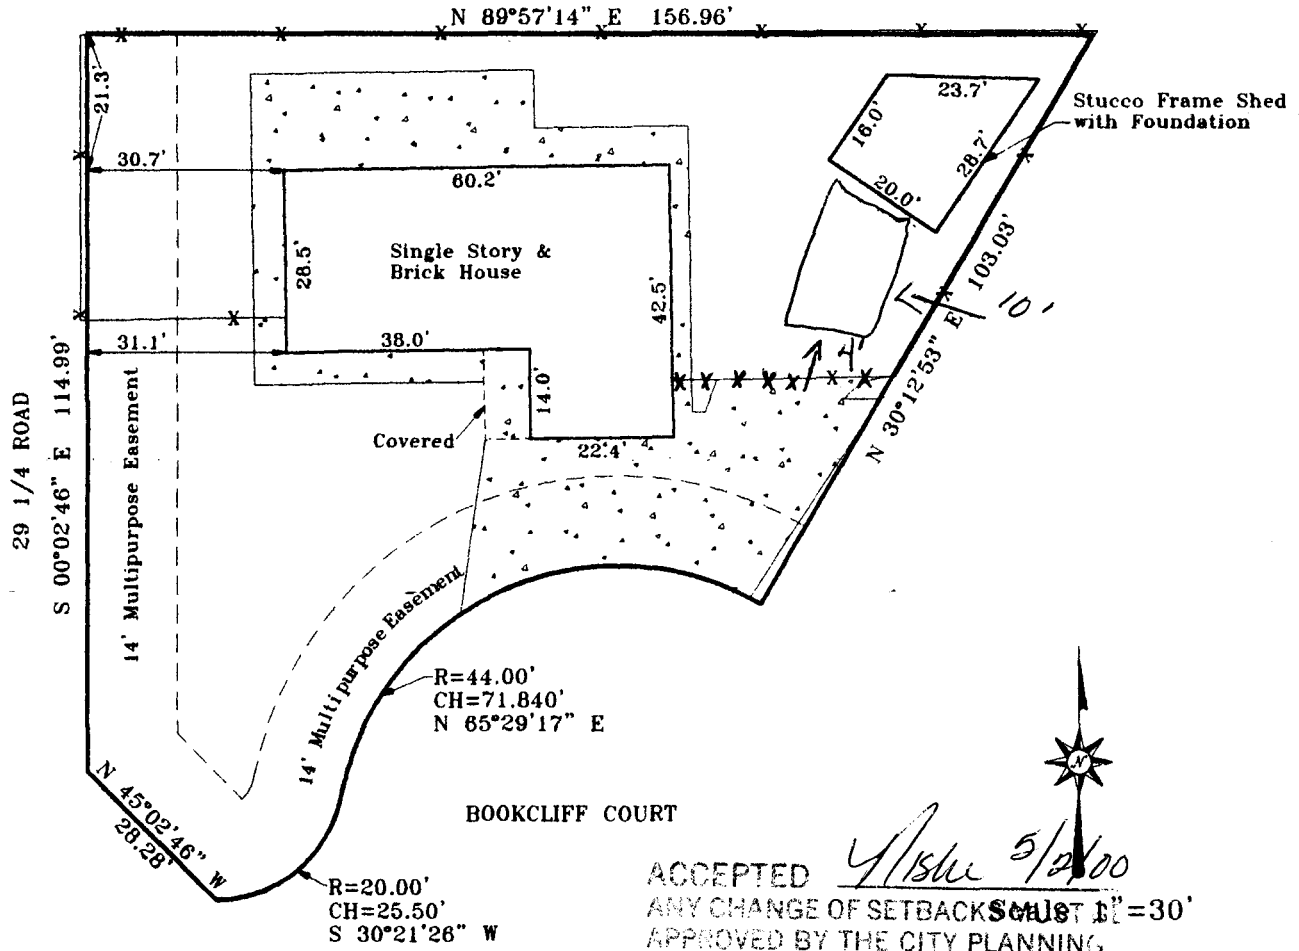 N 89°57'14" E 156.96'
21.3'
30.7'
60.2'
28.5'
Single Story &
Brick House
42.5'
31.1'
38.0'
14.0'
22.4'
Covered
16.0'
23.7'
28.7'
20.0'
Stucco Frame Shed
with Foundation
N 30°12'53" E 103.03'
10'
29 1/4 ROAD
S 00°02'46" E 114.99'
14' Multipurpose Easement
14' Multipurpose Easement
R=44.00'
CH=71.840'
N 65°29'17" E
N 45°02'46" W
28.28'
R=20.00'
CH=25.50'
S 30°21'26" W
BOOKCLIFF COURT
N
ACCEPTED 5/2/00
ANY CHANGE OF SETBACKS MUST BE
Scale 1"=30'
APPROVED BY THE CITY PLANNING